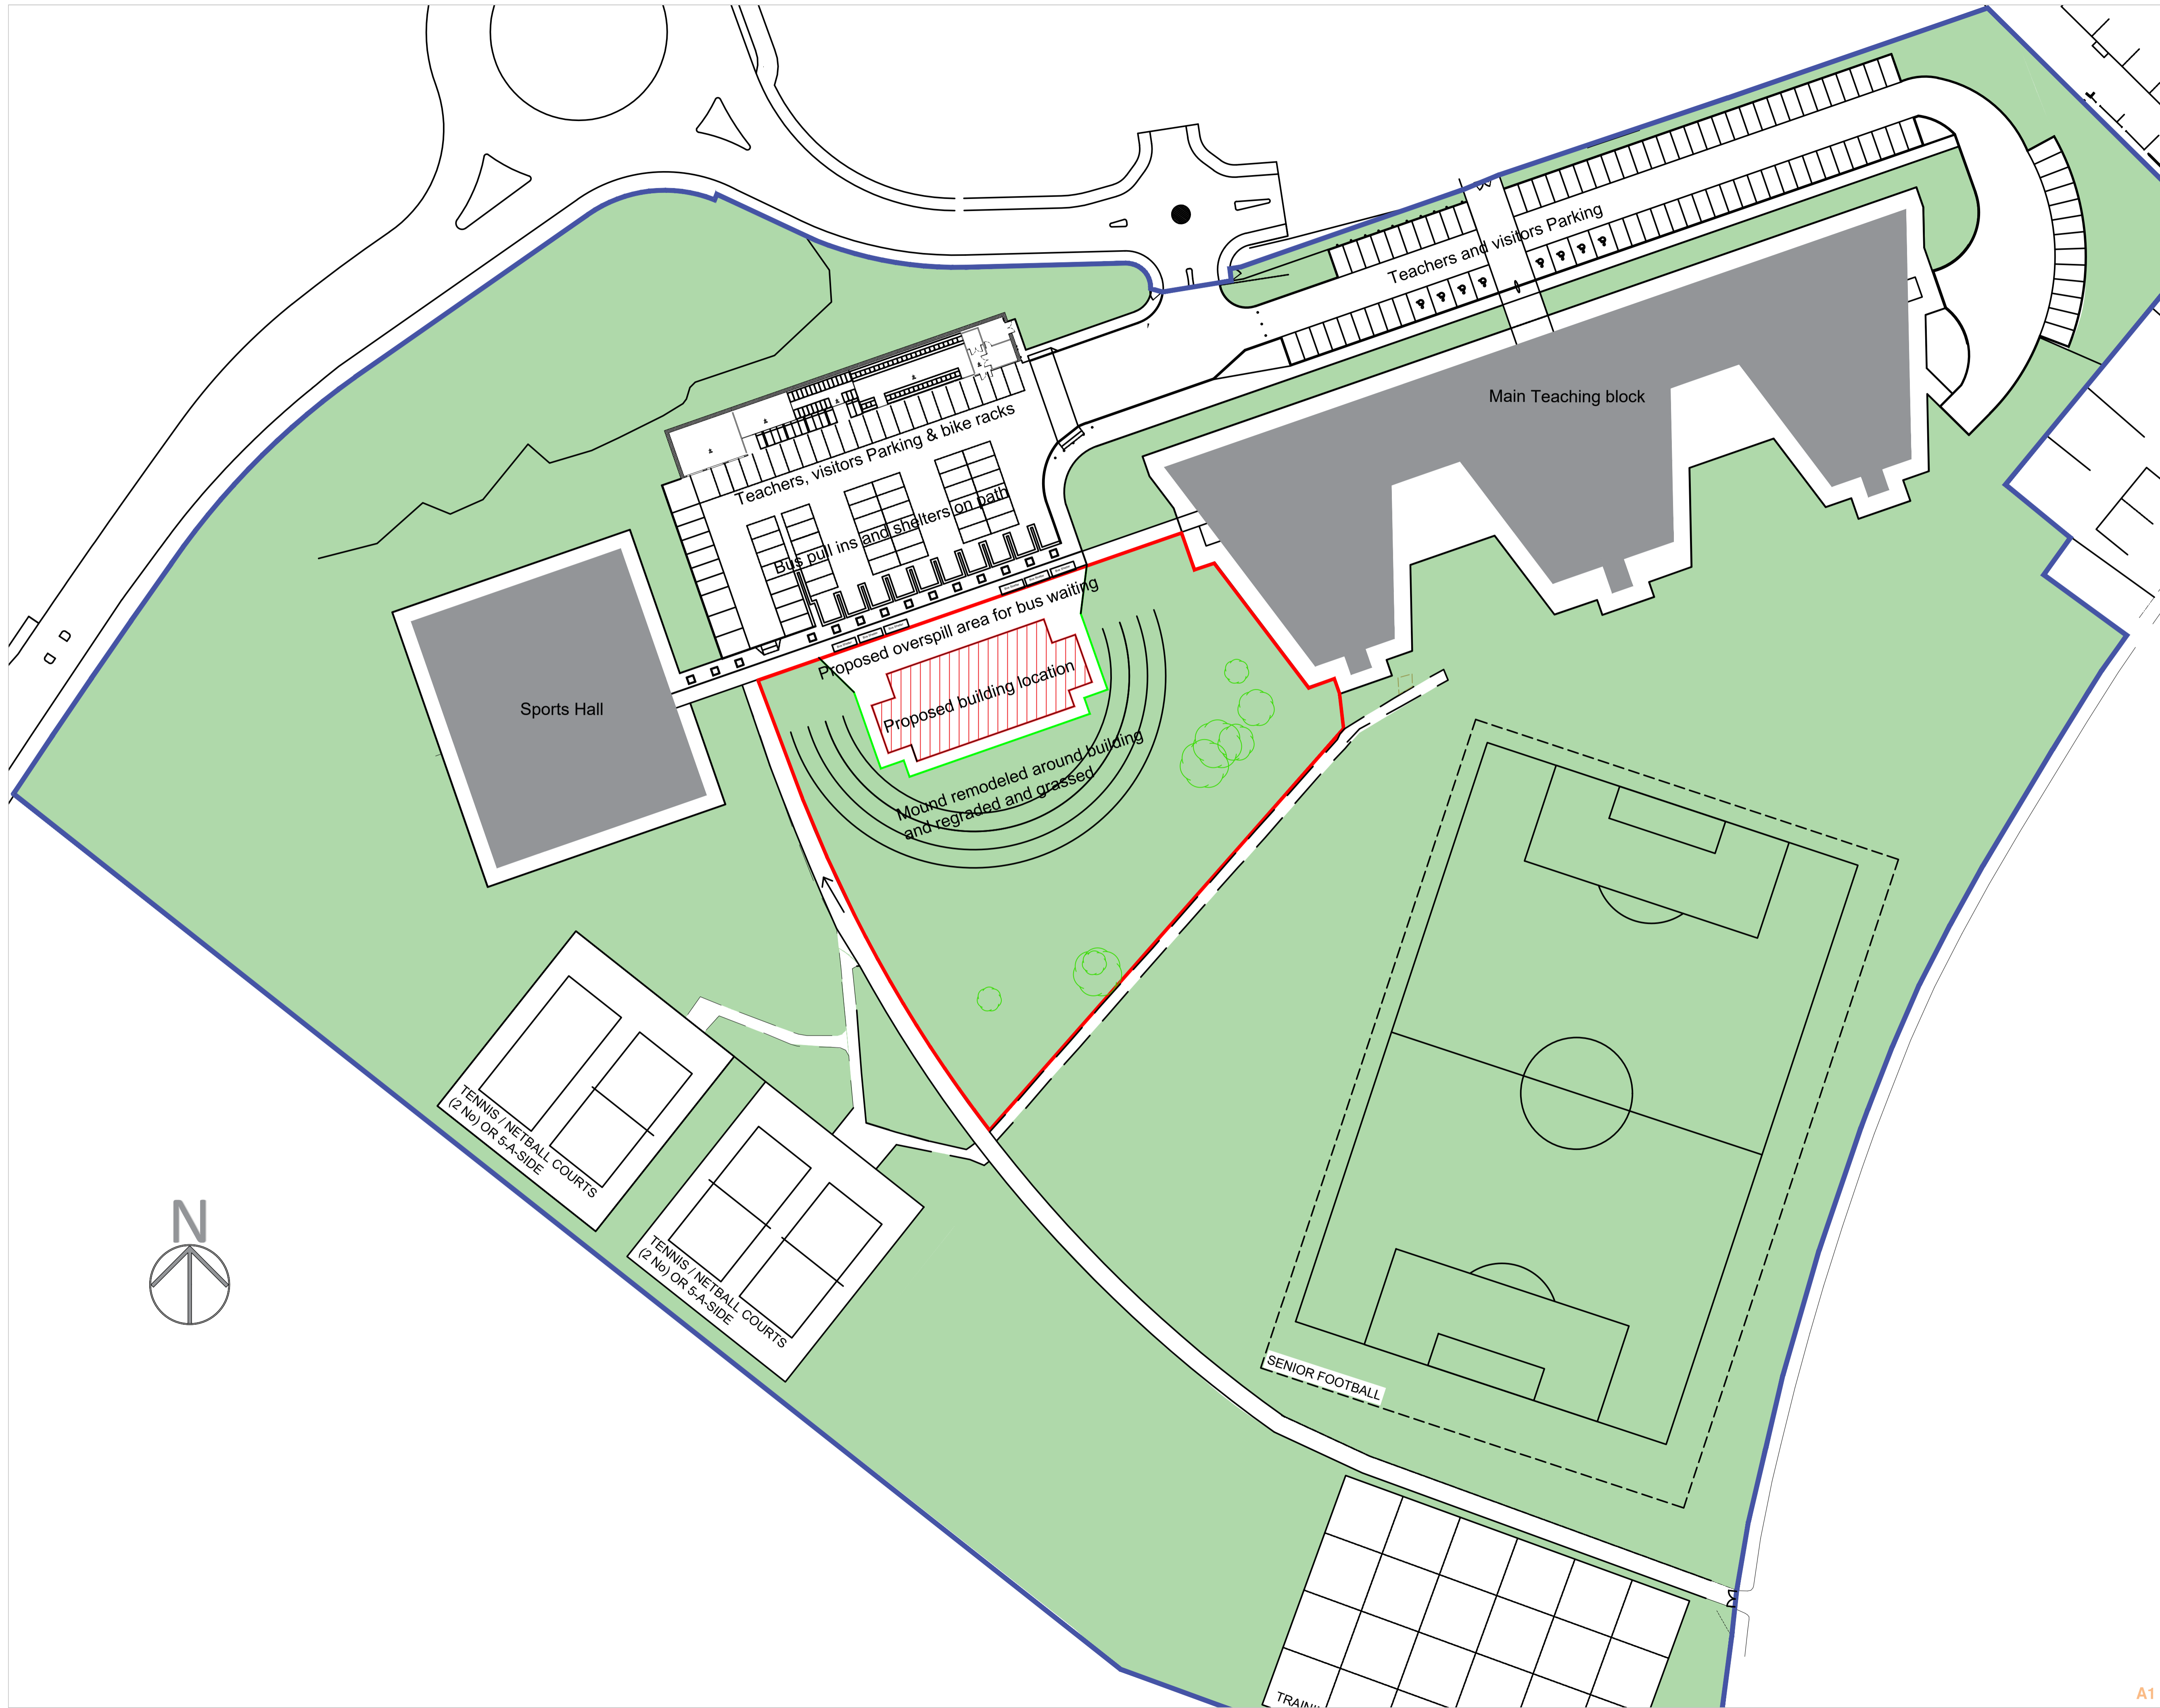 Teachers and visitors Parking
Main Teaching block
Teachers, visitors Parking & bike racks
Bus pull ins and shelters on path
Proposed overspill area for bus waiting
Proposed building location
Sports Hall
Mound remodeled around building
and regraded and grassed
TENNIS / NETBALL COURTS
(2 No) OR 5-A-SIDE
TENNIS / NETBALL COURTS
(2 No) OR 5-A-SIDE
N
SENIOR FOOTBALL
A1